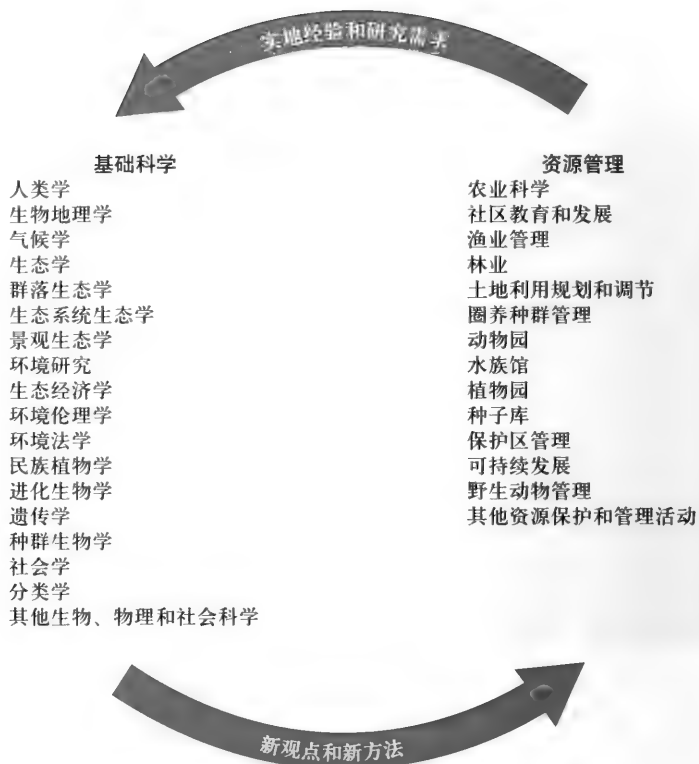 实地经验和研究需求
基础科学
人类学
生物地理学
气候学
生态学
群落生态学
生态系统生态学
景观生态学
环境研究
生态经济学
环境伦理学
环境法学
民族植物学
进化生物学
遗传学
种群生物学
社会学
分类学
其他生物、物理和社会科学
资源管理
农业科学
社区教育和发展
渔业管理
林业
土地利用规划和调节
圈养种群管理
动物园
水族馆
植物园
种子库
保护区管理
可持续发展
野生动物管理
其他资源保护和管理活动
新观点和新方法